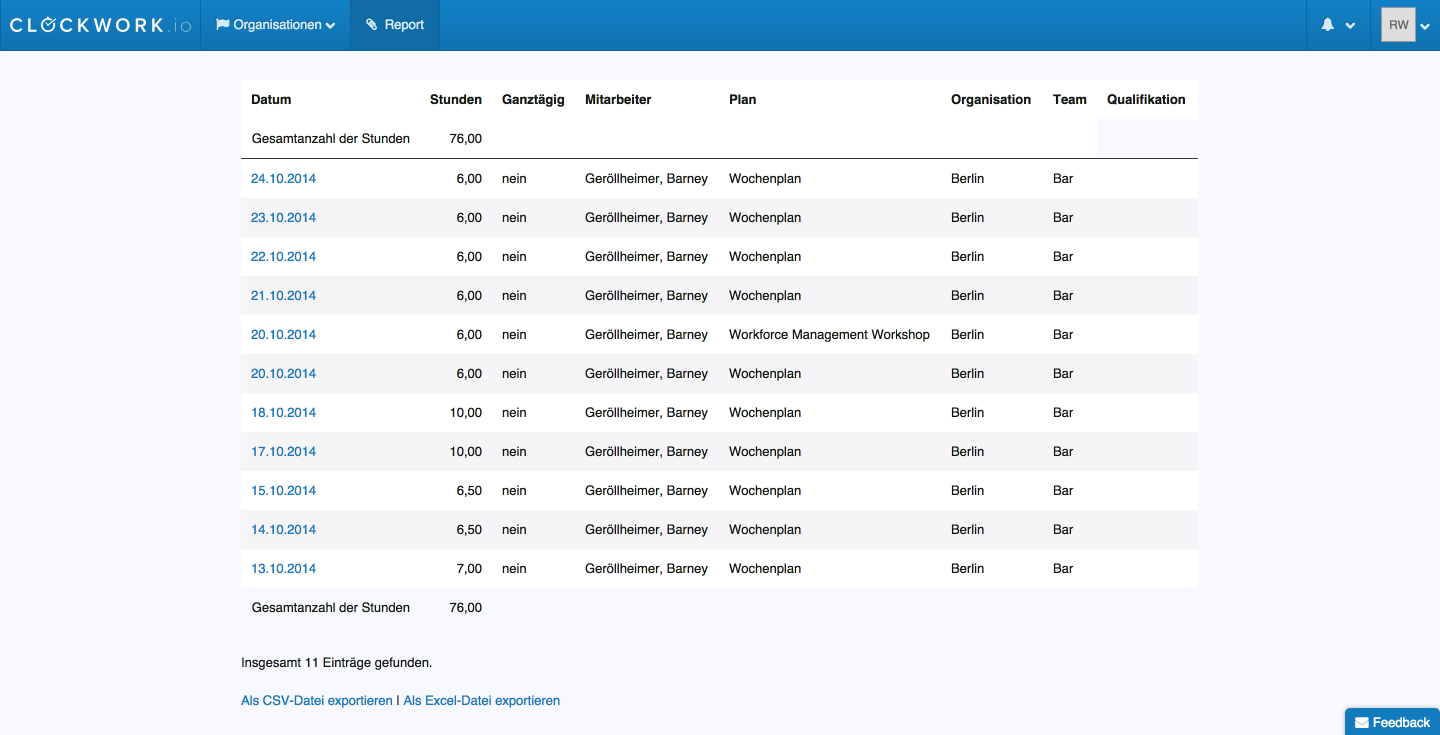 CLOCKWORK.io Organisationen Report RW
Datum Stunden Ganztägig Mitarbeiter Plan Organisation Team Qualifikation
Gesamtanzahl der Stunden 76,00
24.10.2014 6,00 nein Geröllheimer, Barney Wochenplan Berlin Bar
23.10.2014 6,00 nein Geröllheimer, Barney Wochenplan Berlin Bar
22.10.2014 6,00 nein Geröllheimer, Barney Wochenplan Berlin Bar
21.10.2014 6,00 nein Geröllheimer, Barney Wochenplan Berlin Bar
20.10.2014 6,00 nein Geröllheimer, Barney Workforce Management Workshop Berlin Bar
20.10.2014 6,00 nein Geröllheimer, Barney Wochenplan Berlin Bar
18.10.2014 10,00 nein Geröllheimer, Barney Wochenplan Berlin Bar
17.10.2014 10,00 nein Geröllheimer, Barney Wochenplan Berlin Bar
15.10.2014 6,50 nein Geröllheimer, Barney Wochenplan Berlin Bar
14.10.2014 6,50 nein Geröllheimer, Barney Wochenplan Berlin Bar
13.10.2014 7,00 nein Geröllheimer, Barney Wochenplan Berlin Bar
Gesamtanzahl der Stunden 76,00
Insgesamt 11 Einträge gefunden.
Als CSV-Datei exportieren | Als Excel-Datei exportieren
Feedback